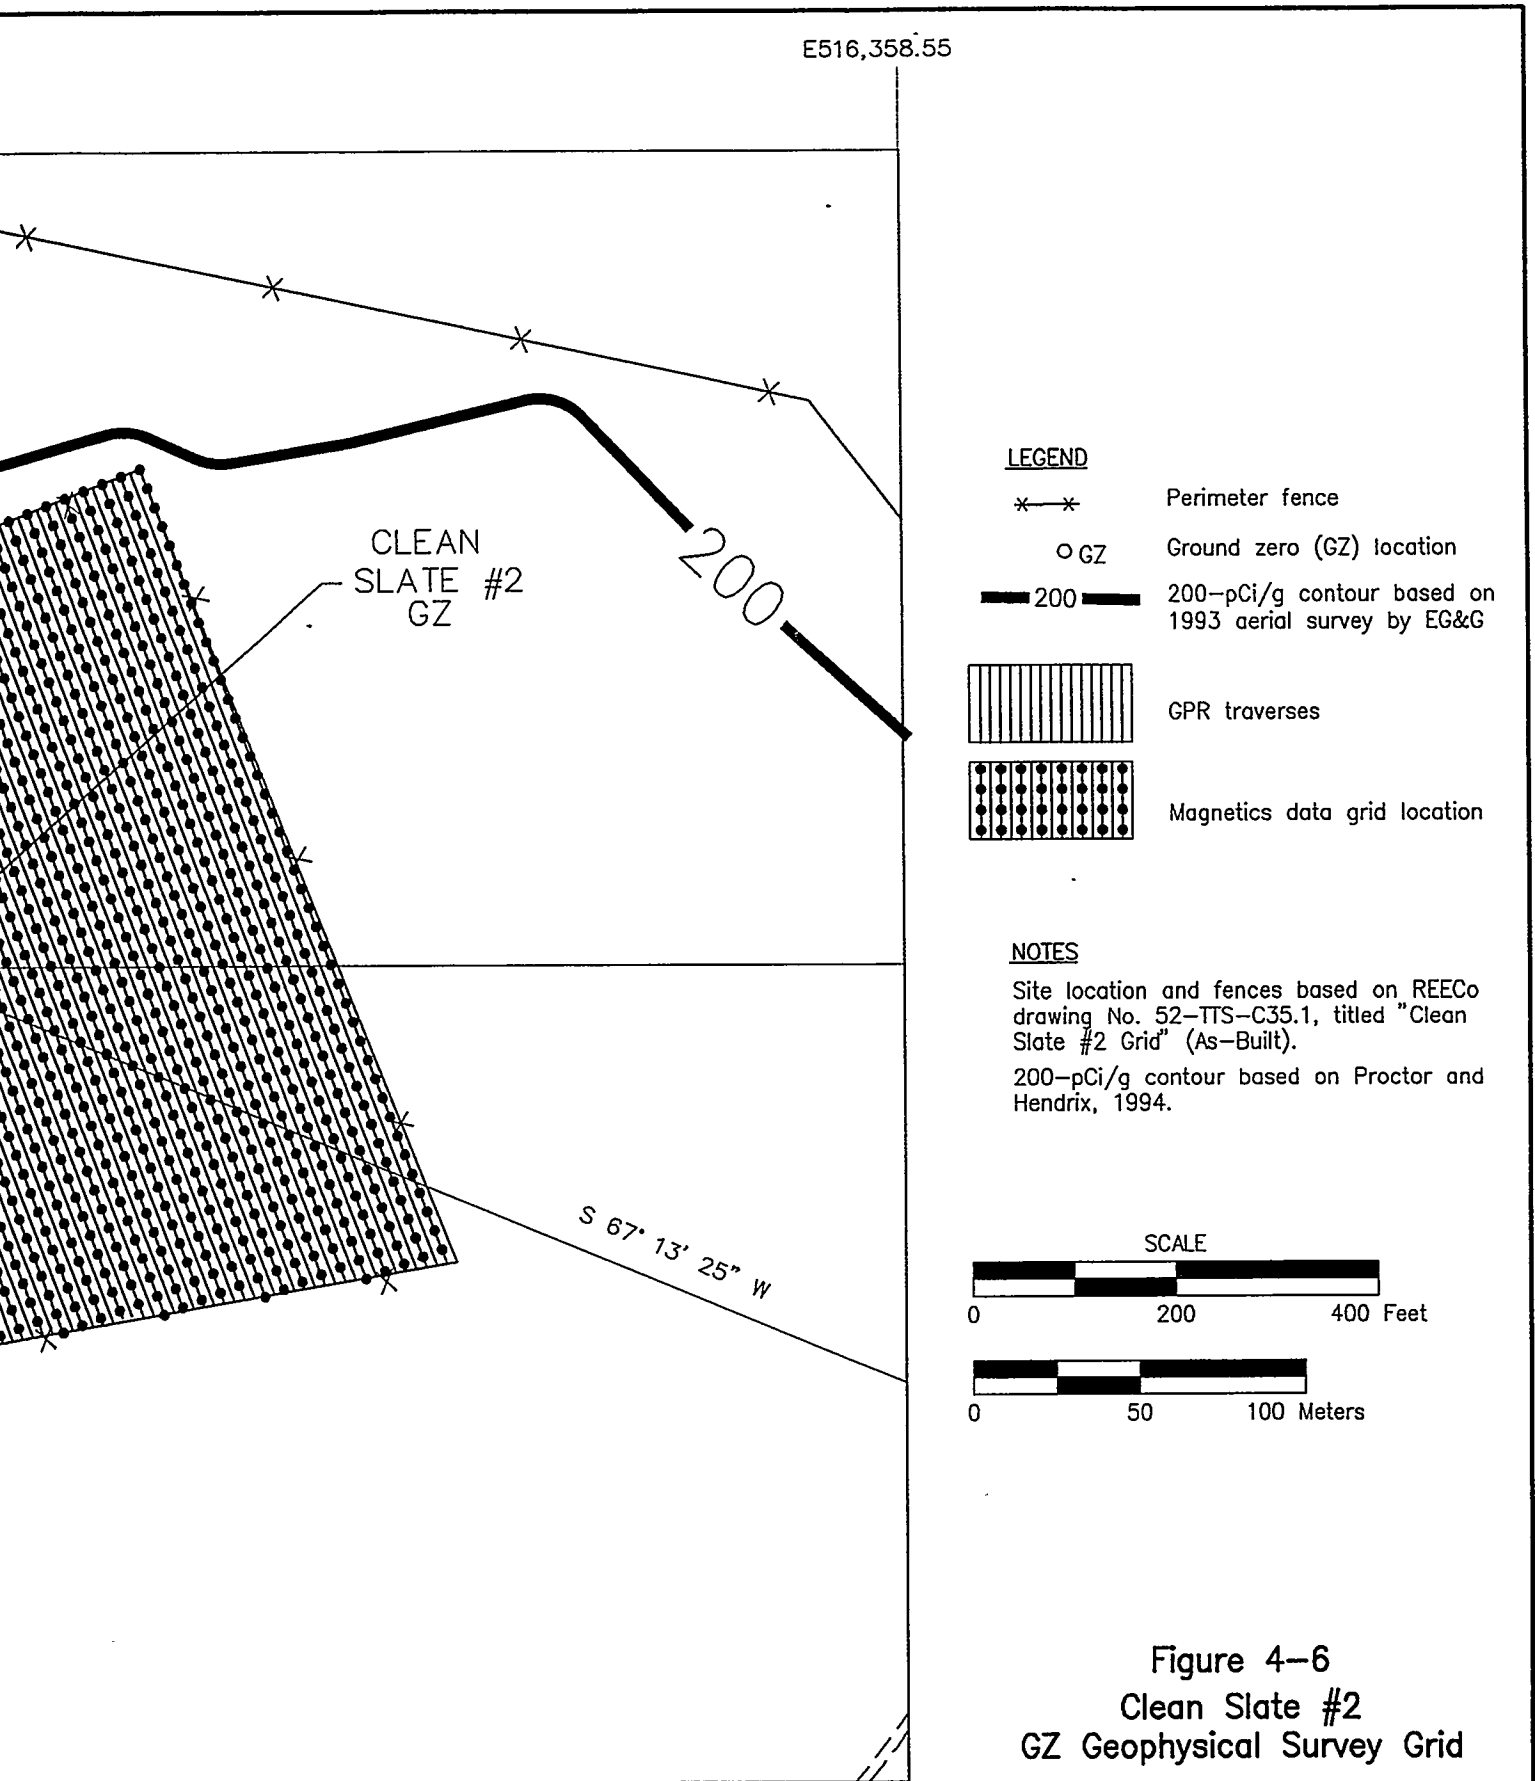 E516,358.55
CLEAN
SLATE #2
GZ
200
S 67° 13' 25" W
LEGEND
Perimeter fence
GZ Ground zero (GZ) location
200 200-pCi/g contour based on
1993 aerial survey by EG&G
GPR traverses
Magnetics data grid location
NOTES
Site location and fences based on REECo
drawing No. 52-TTS-C35.1, titled "Clean
Slate #2 Grid" (As-Built).
200-pCi/g contour based on Proctor and
Hendrix, 1994.
SCALE
0 200 400 Feet
0 50 100 Meters
Figure 4-6
Clean Slate #2
GZ Geophysical Survey Grid